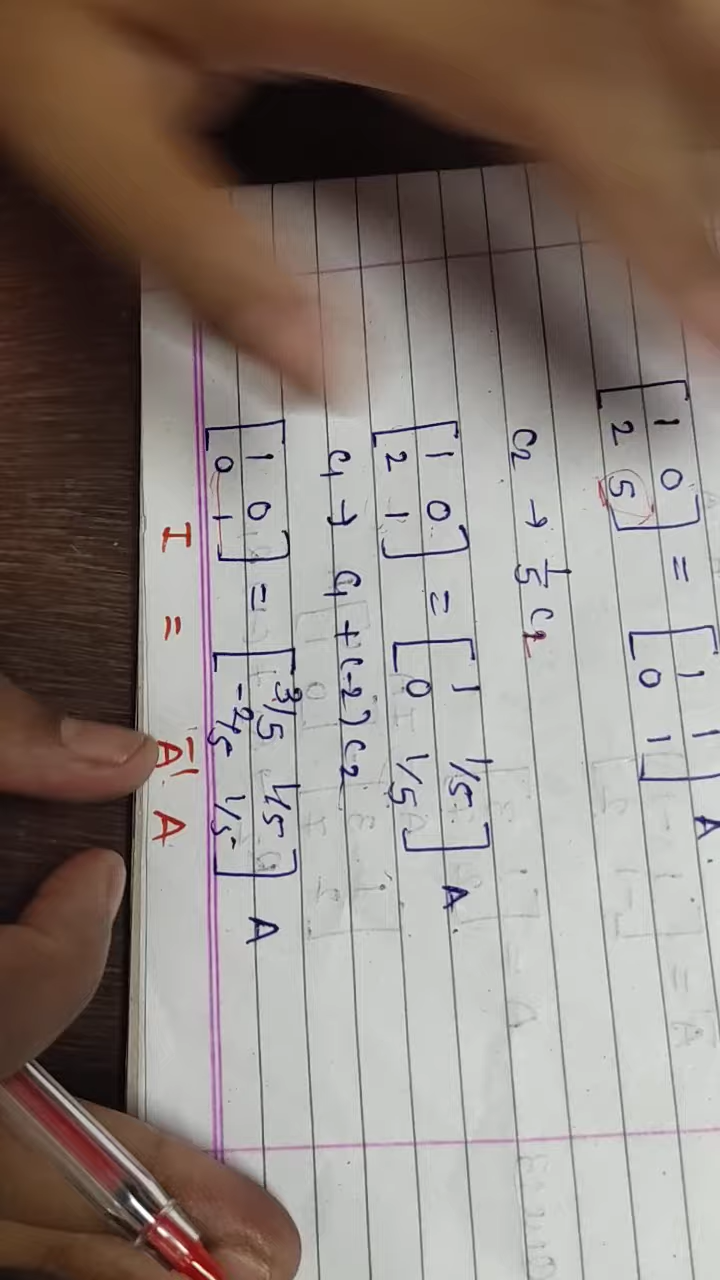 [1 0; 2 5] = [1 1; 0 1] A
C2 → 1/5 C2
[1 0; 2 1] = [1 1/5; 0 1/5] A
C1 → C1 + (-2) C2
[1 0; 0 1] = [3/5 1/5; -2/5 1/5] A
I = A⁻¹ A